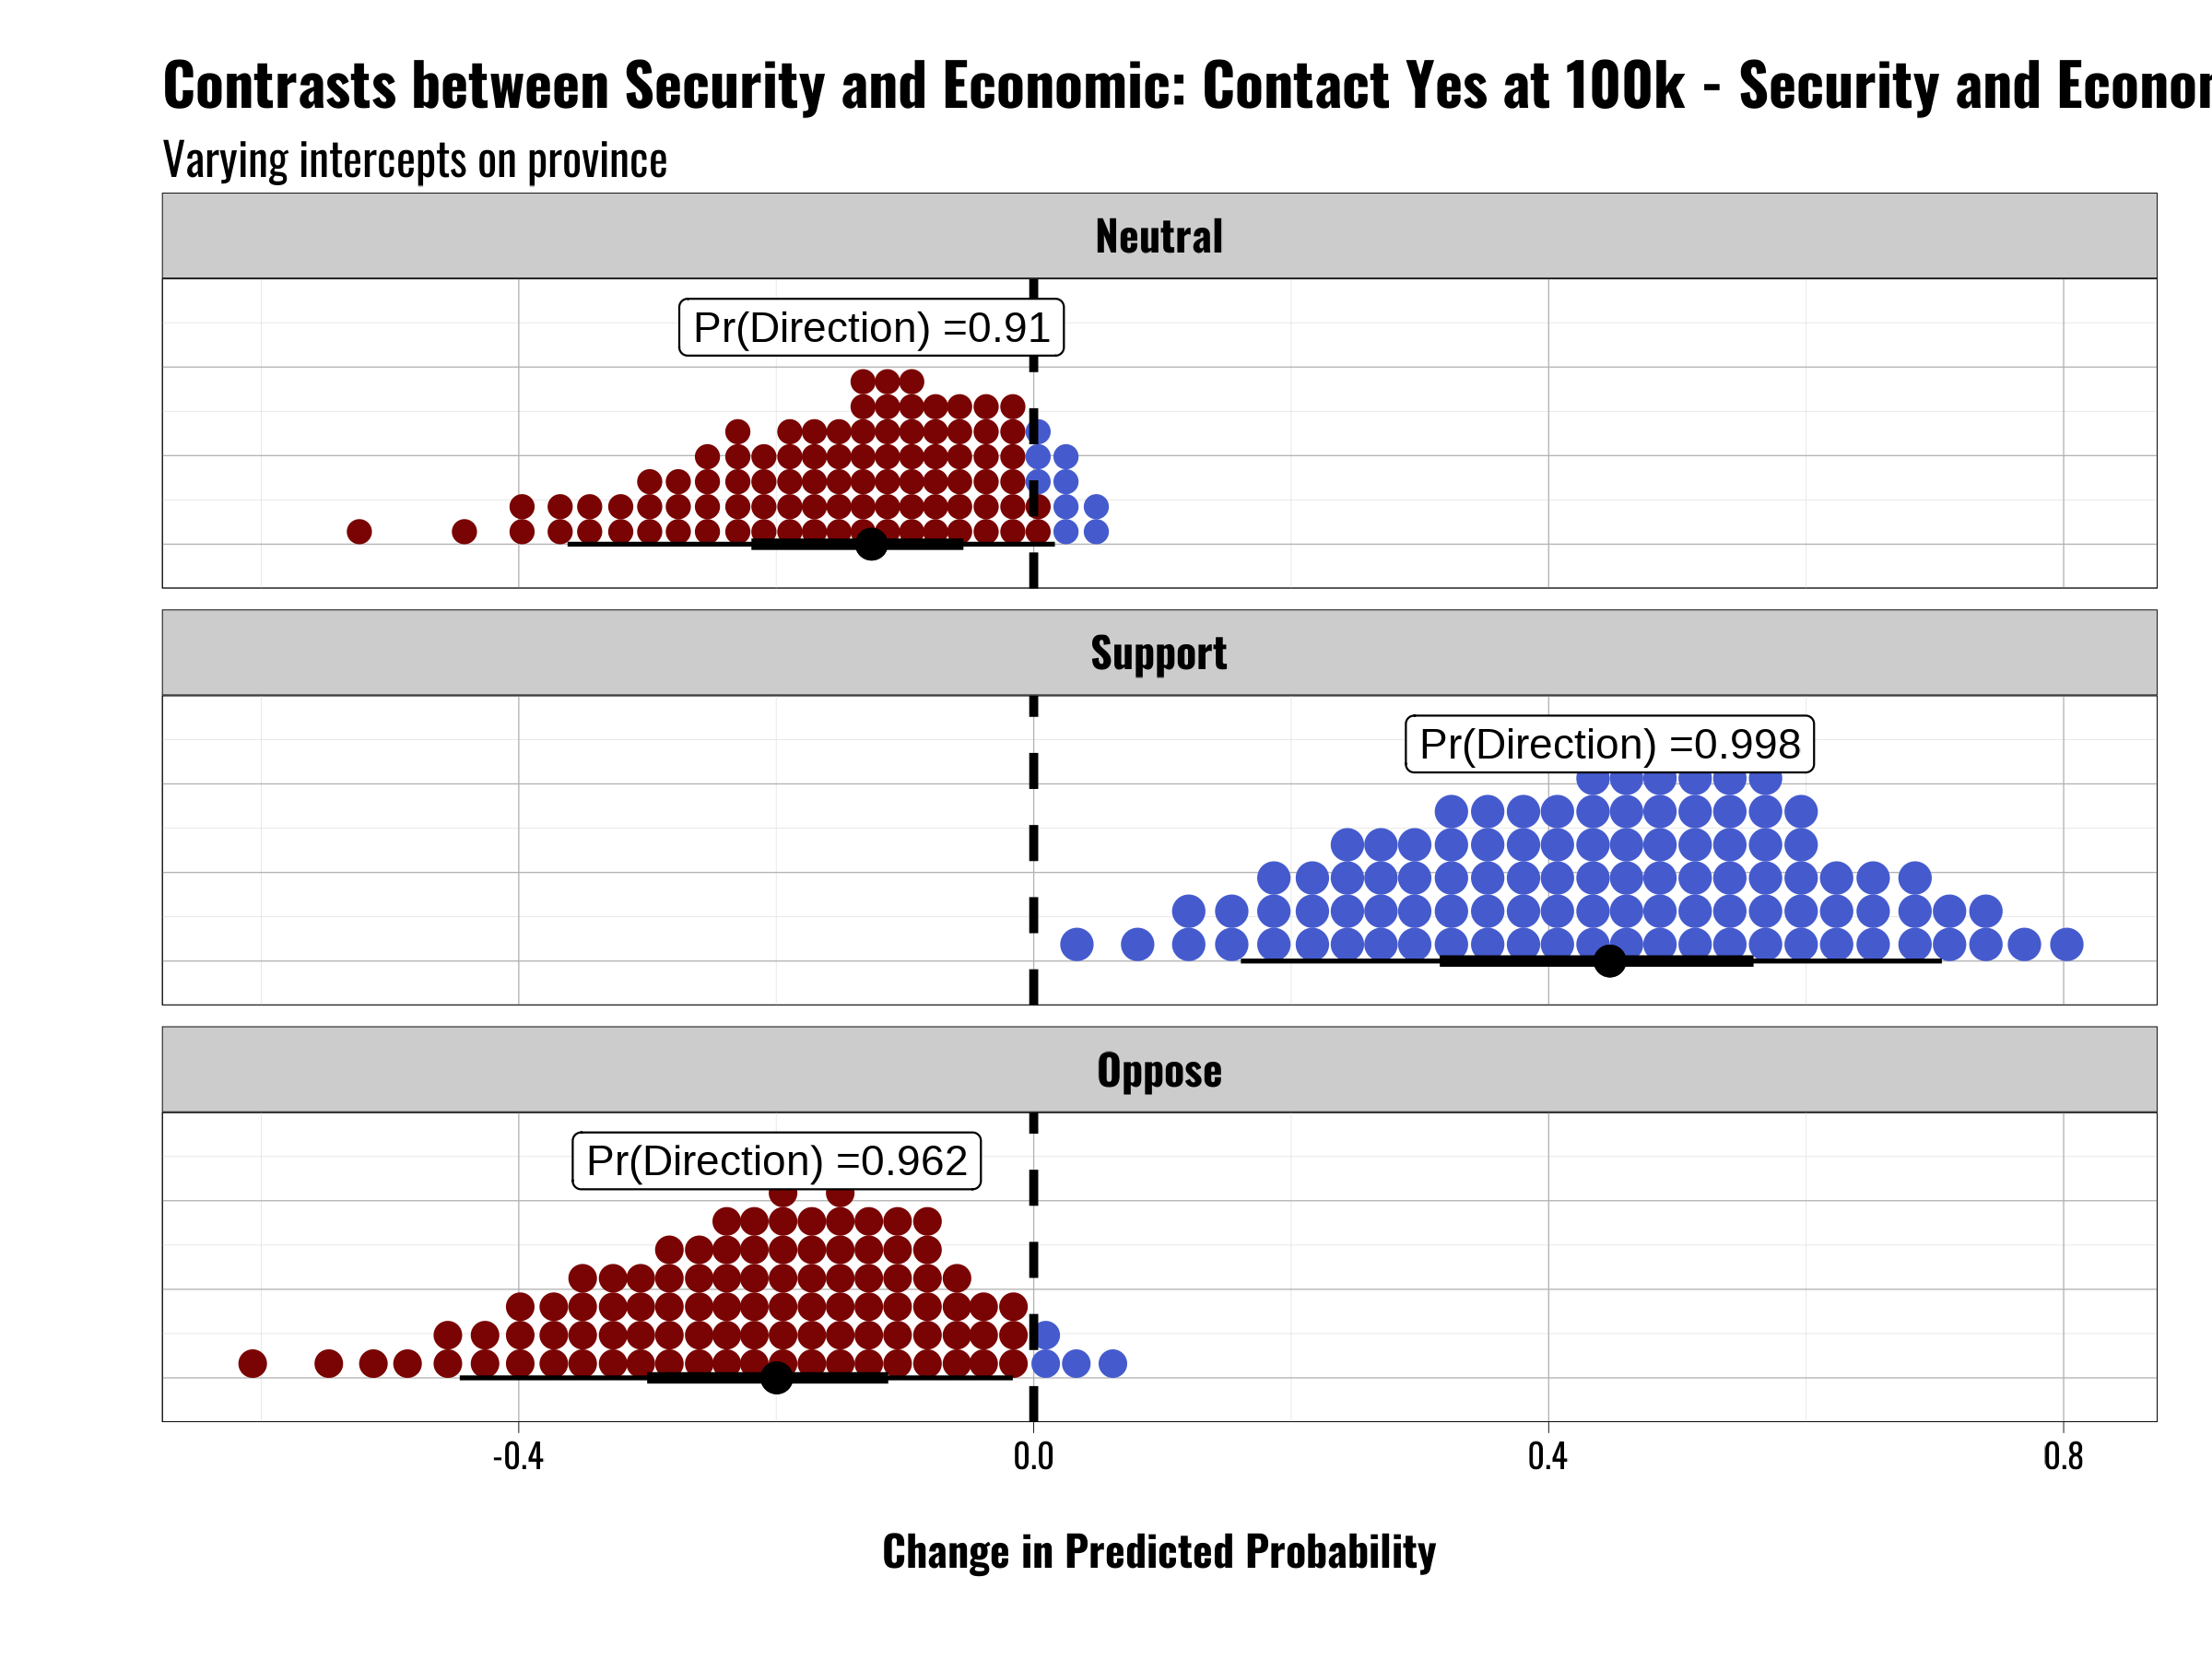 Contrasts between Security and Economic: Contact Yes at 100k - Security and
Varying intercepts on province
Neutral
Pr(Direction) =0.91
Support
Pr(Direction) =0.998
Oppose
Pr(Direction) =0.962
-0.4 0.0 0.4 0.8
Change in Predicted Probability